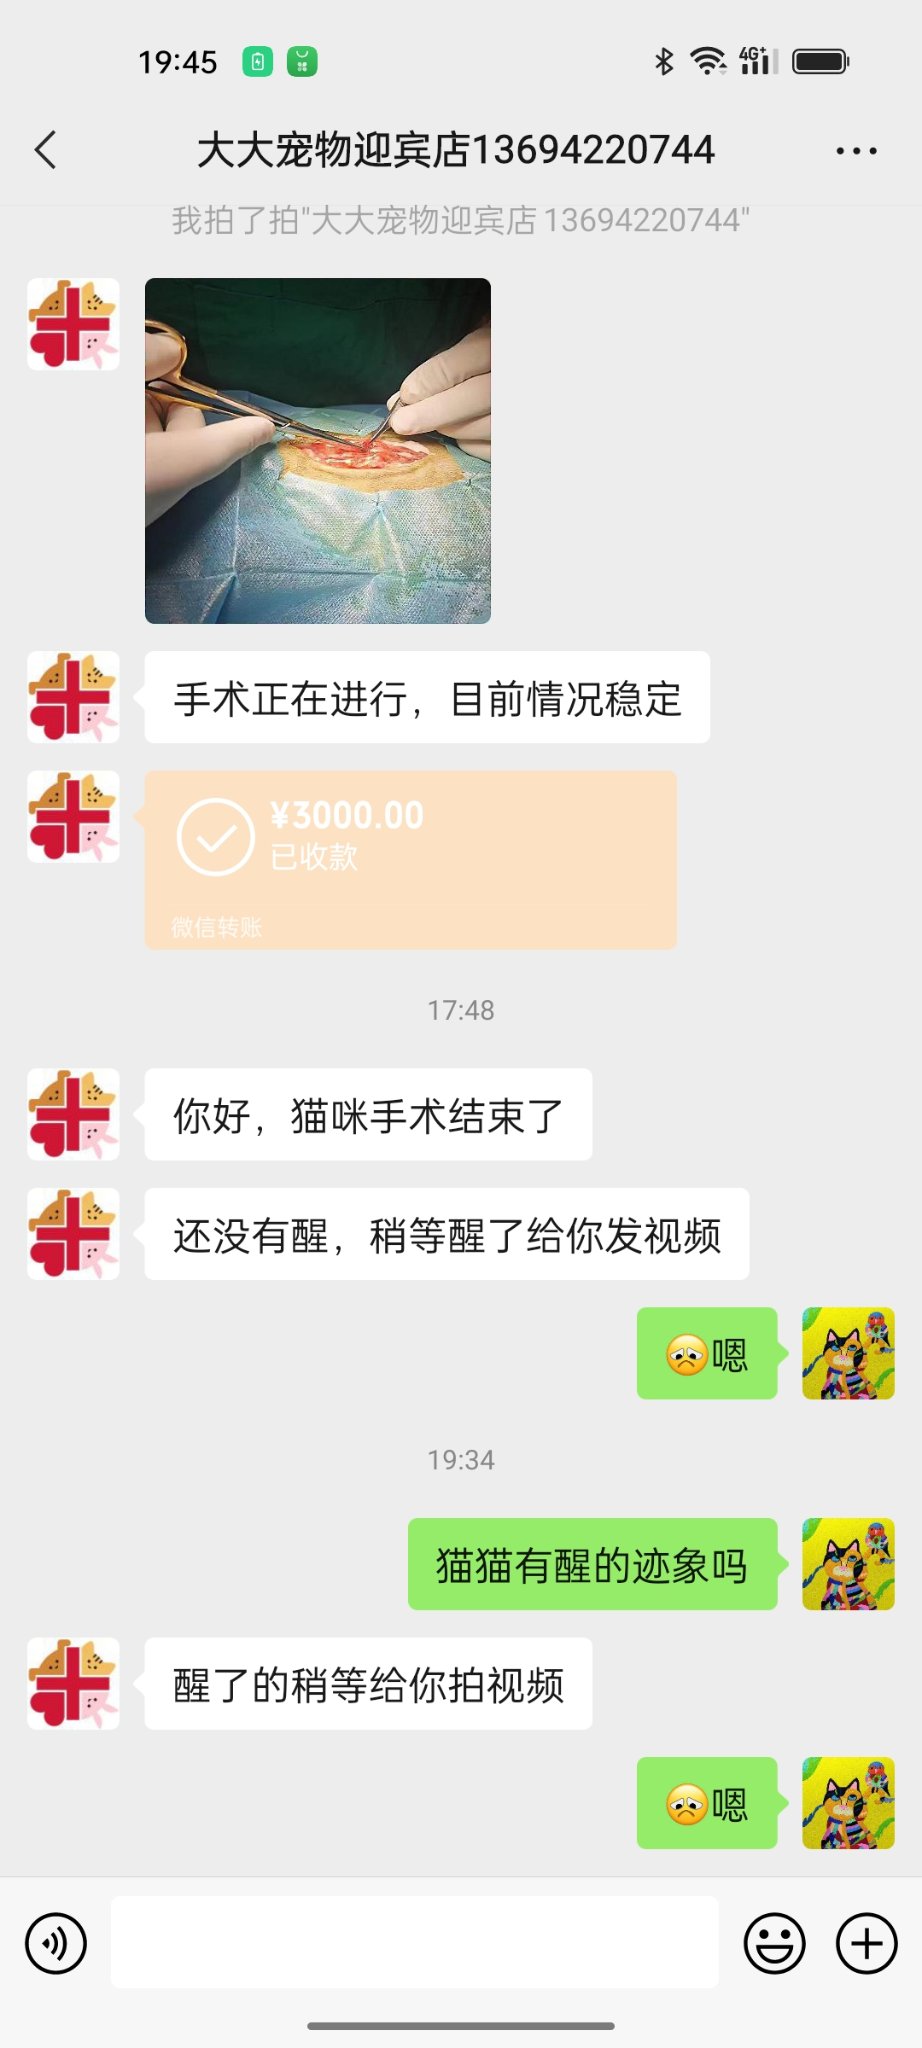 19:45
4G+
大大宠物迎宾店13694220744
我拍了拍"大大宠物迎宾店13694220744"
手术正在进行，目前情况稳定
¥3000.00
已收款
微信转账
17:48
你好，猫咪手术结束了
还没有醒，稍等醒了给你发视频
嗯
19:34
猫猫有醒的迹象吗
醒了的稍等给你拍视频
嗯